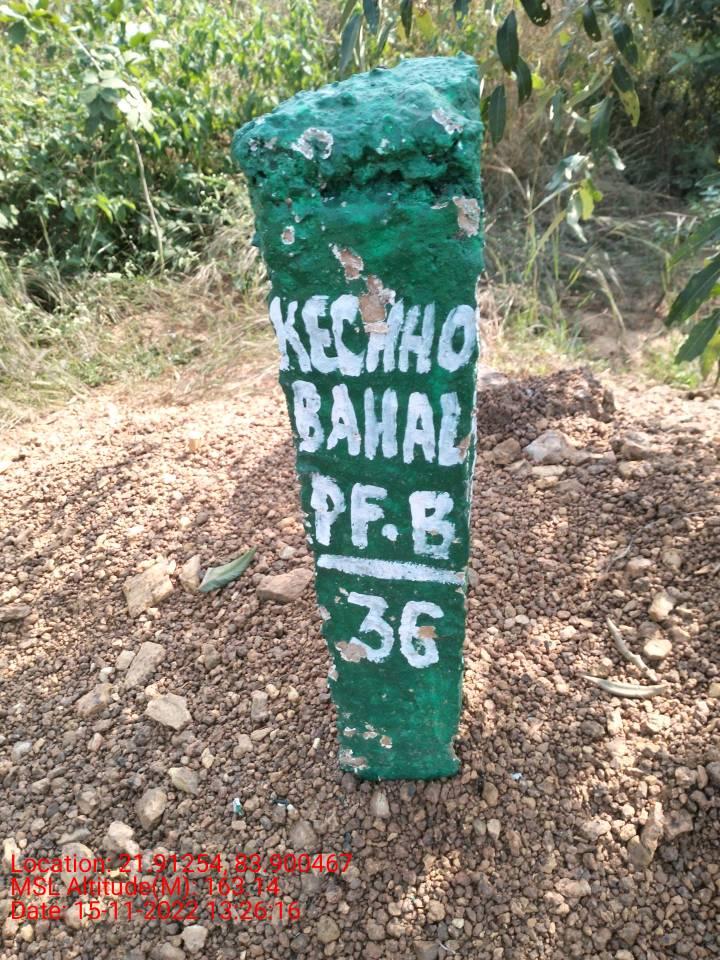 KECHHO
BAHAL
PF.B
36
Location: 21.91254, 83.900467
MSL Altitude(M): 163.14
Date: 15-11-2022 13:26:16